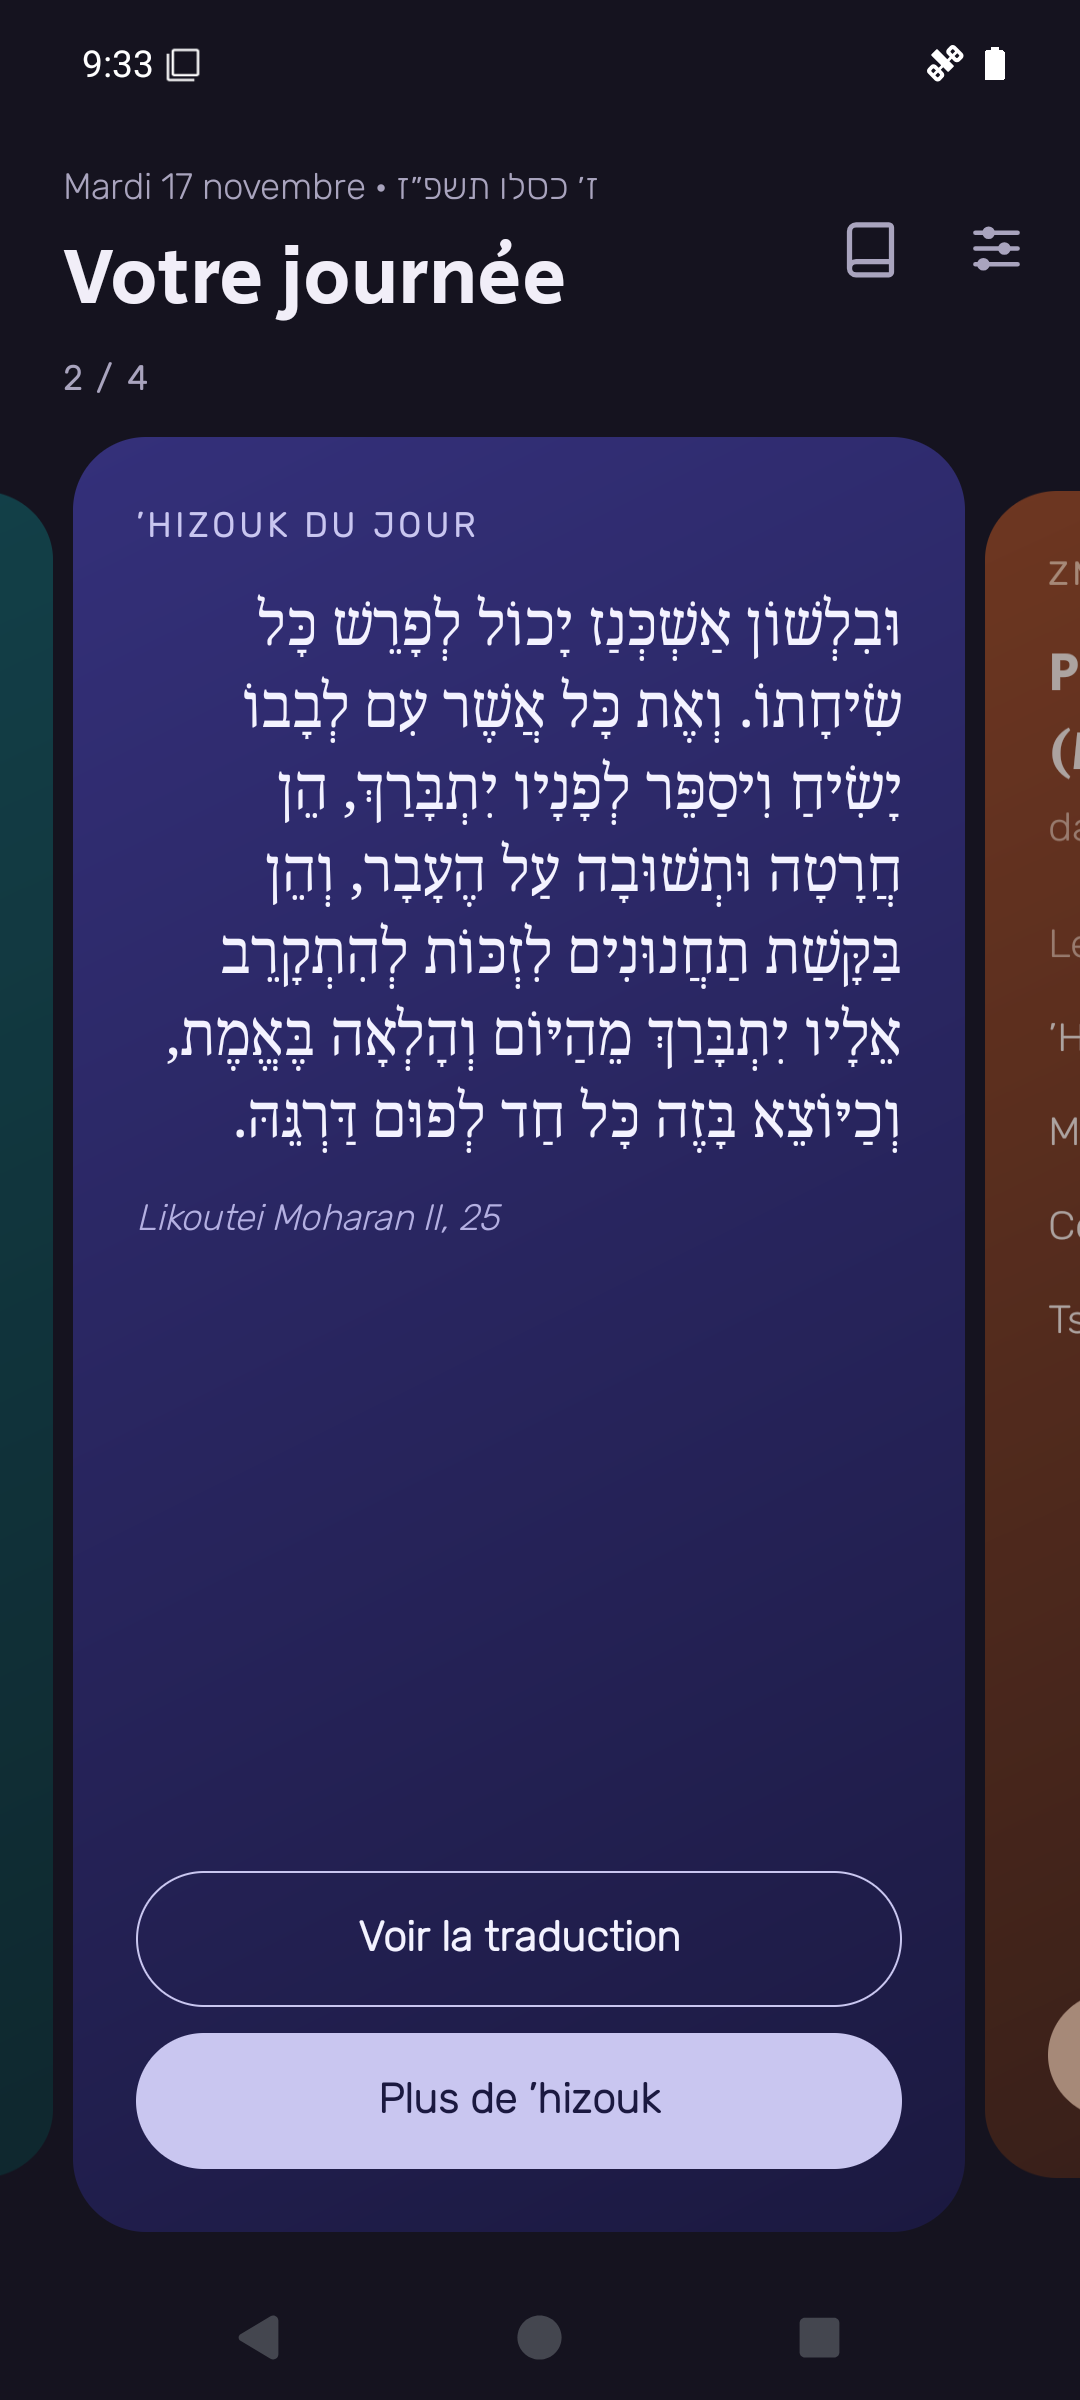 9:33
Mardi 17 novembre • ז׳ כסלו תשפ״ז
Votre journée
2 / 4
׳HIZOUK DU JOUR
וּבִלְשׁוֹן אַשְׁכְּנַז יָכוֹל לְפָרֵשׁ כָּל
שִׂיחָתוֹ. וְאֶת כָּל אֲשֶׁר עִם לְבָבוֹ
יָשִׂיחַ וִיסַפֵּר לְפָנָיו יִתְבָּרַךְ, הֵן
חֲרָטָה וּתְשׁוּבָה עַל הֶעָבָר, וְהֵן
בַּקָּשַׁת תַּחֲנוּנִים לִזְכּוֹת לְהִתְקָרֵב
אֵלָיו יִתְבָּרַךְ מֵהַיּוֹם וְהָלְאָה בֶּאֱמֶת,
וְכַיּוֹצֵא בָּזֶה כָּל חַד לְפוּם דַּרְגֵּהּ.
Likoutei Moharan II, 25
Voir la traduction
Plus de ׳hizouk